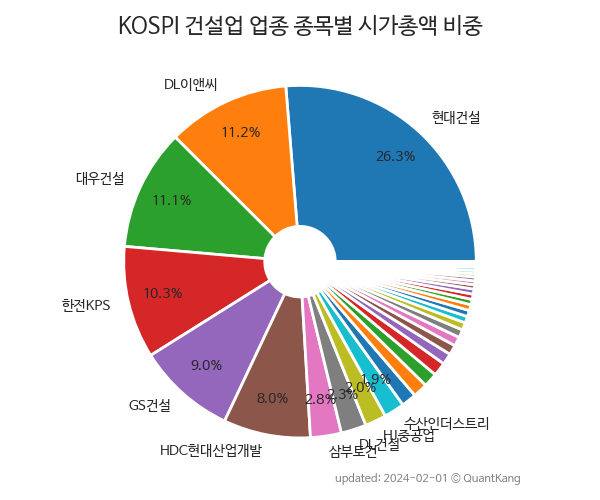 KOSPI 건설업 업종 종목별 시가총액 비중
DL이앤씨
11.2%
현대건설
26.3%
대우건설
11.1%
한전KPS
10.3%
GS건설
9.0%
HDC현대산업개발
8.0%
삼부토건
2.8%
DL건설
2.3%
HJ중공업
2.0%
수산인더스트리
1.9%
updated: 2024-02-01 © QuantKang